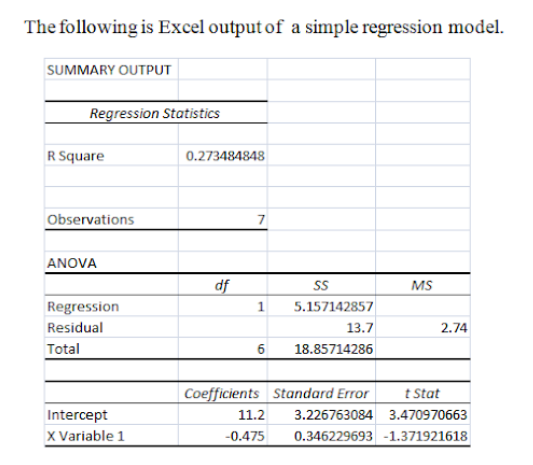 The following is Excel output of a simple regression model.
SUMMARY OUTPUT
Regression Statistics
R Square 0.273484848
Observations 7
ANOVA
df SS MS
Regression 1 5.157142857
Residual 13.7 2.74
Total 6 18.85714286
Coefficients Standard Error t Stat
Intercept 11.2 3.226763084 3.470970663
X Variable 1 -0.475 0.346229693 -1.371921618